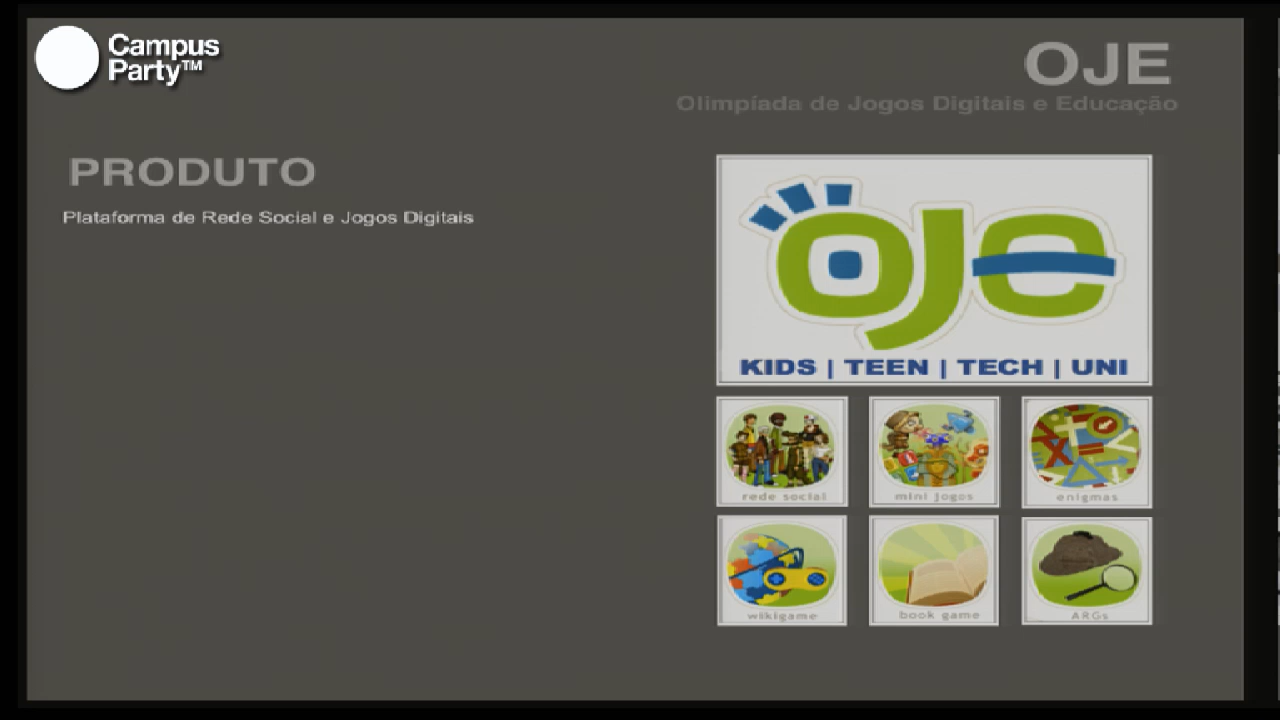 Campus
Party™
OJE
Olimpíada de Jogos Digitais e Educação
PRODUTO
Plataforma de Rede Social e Jogos Digitais
oje
KIDS | TEEN | TECH | UNI
rede social
mini jogos
enigmas
wikigame
book game
ARGs